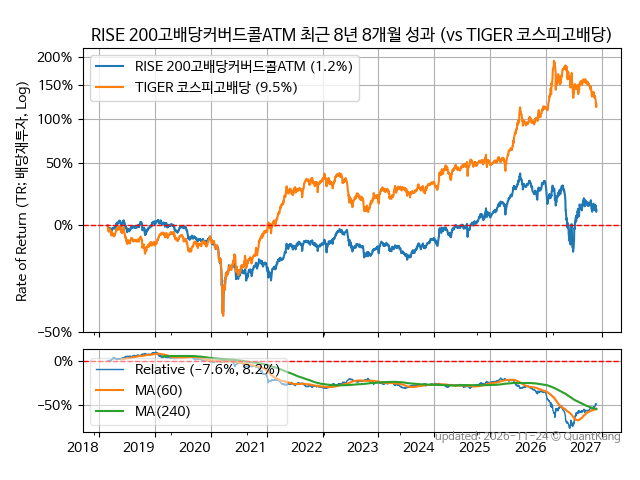 RISE 200고배당커버드콜ATM 최근 8년 8개월 성과 (vs TIGER 코스피고배당)
Rate of Return (TR: 배당재투자, Log)
200%
150%
100%
50%
0%
−50%
RISE 200고배당커버드콜ATM (1.2%)
TIGER 코스피고배당 (9.5%)
0%
−50%
Relative (−7.6%, 8.2%)
MA(60)
MA(240)
2018 2019 2020 2021 2022 2023 2024 2025 2026 2027
updated: 2026-11-24 © QuantKang